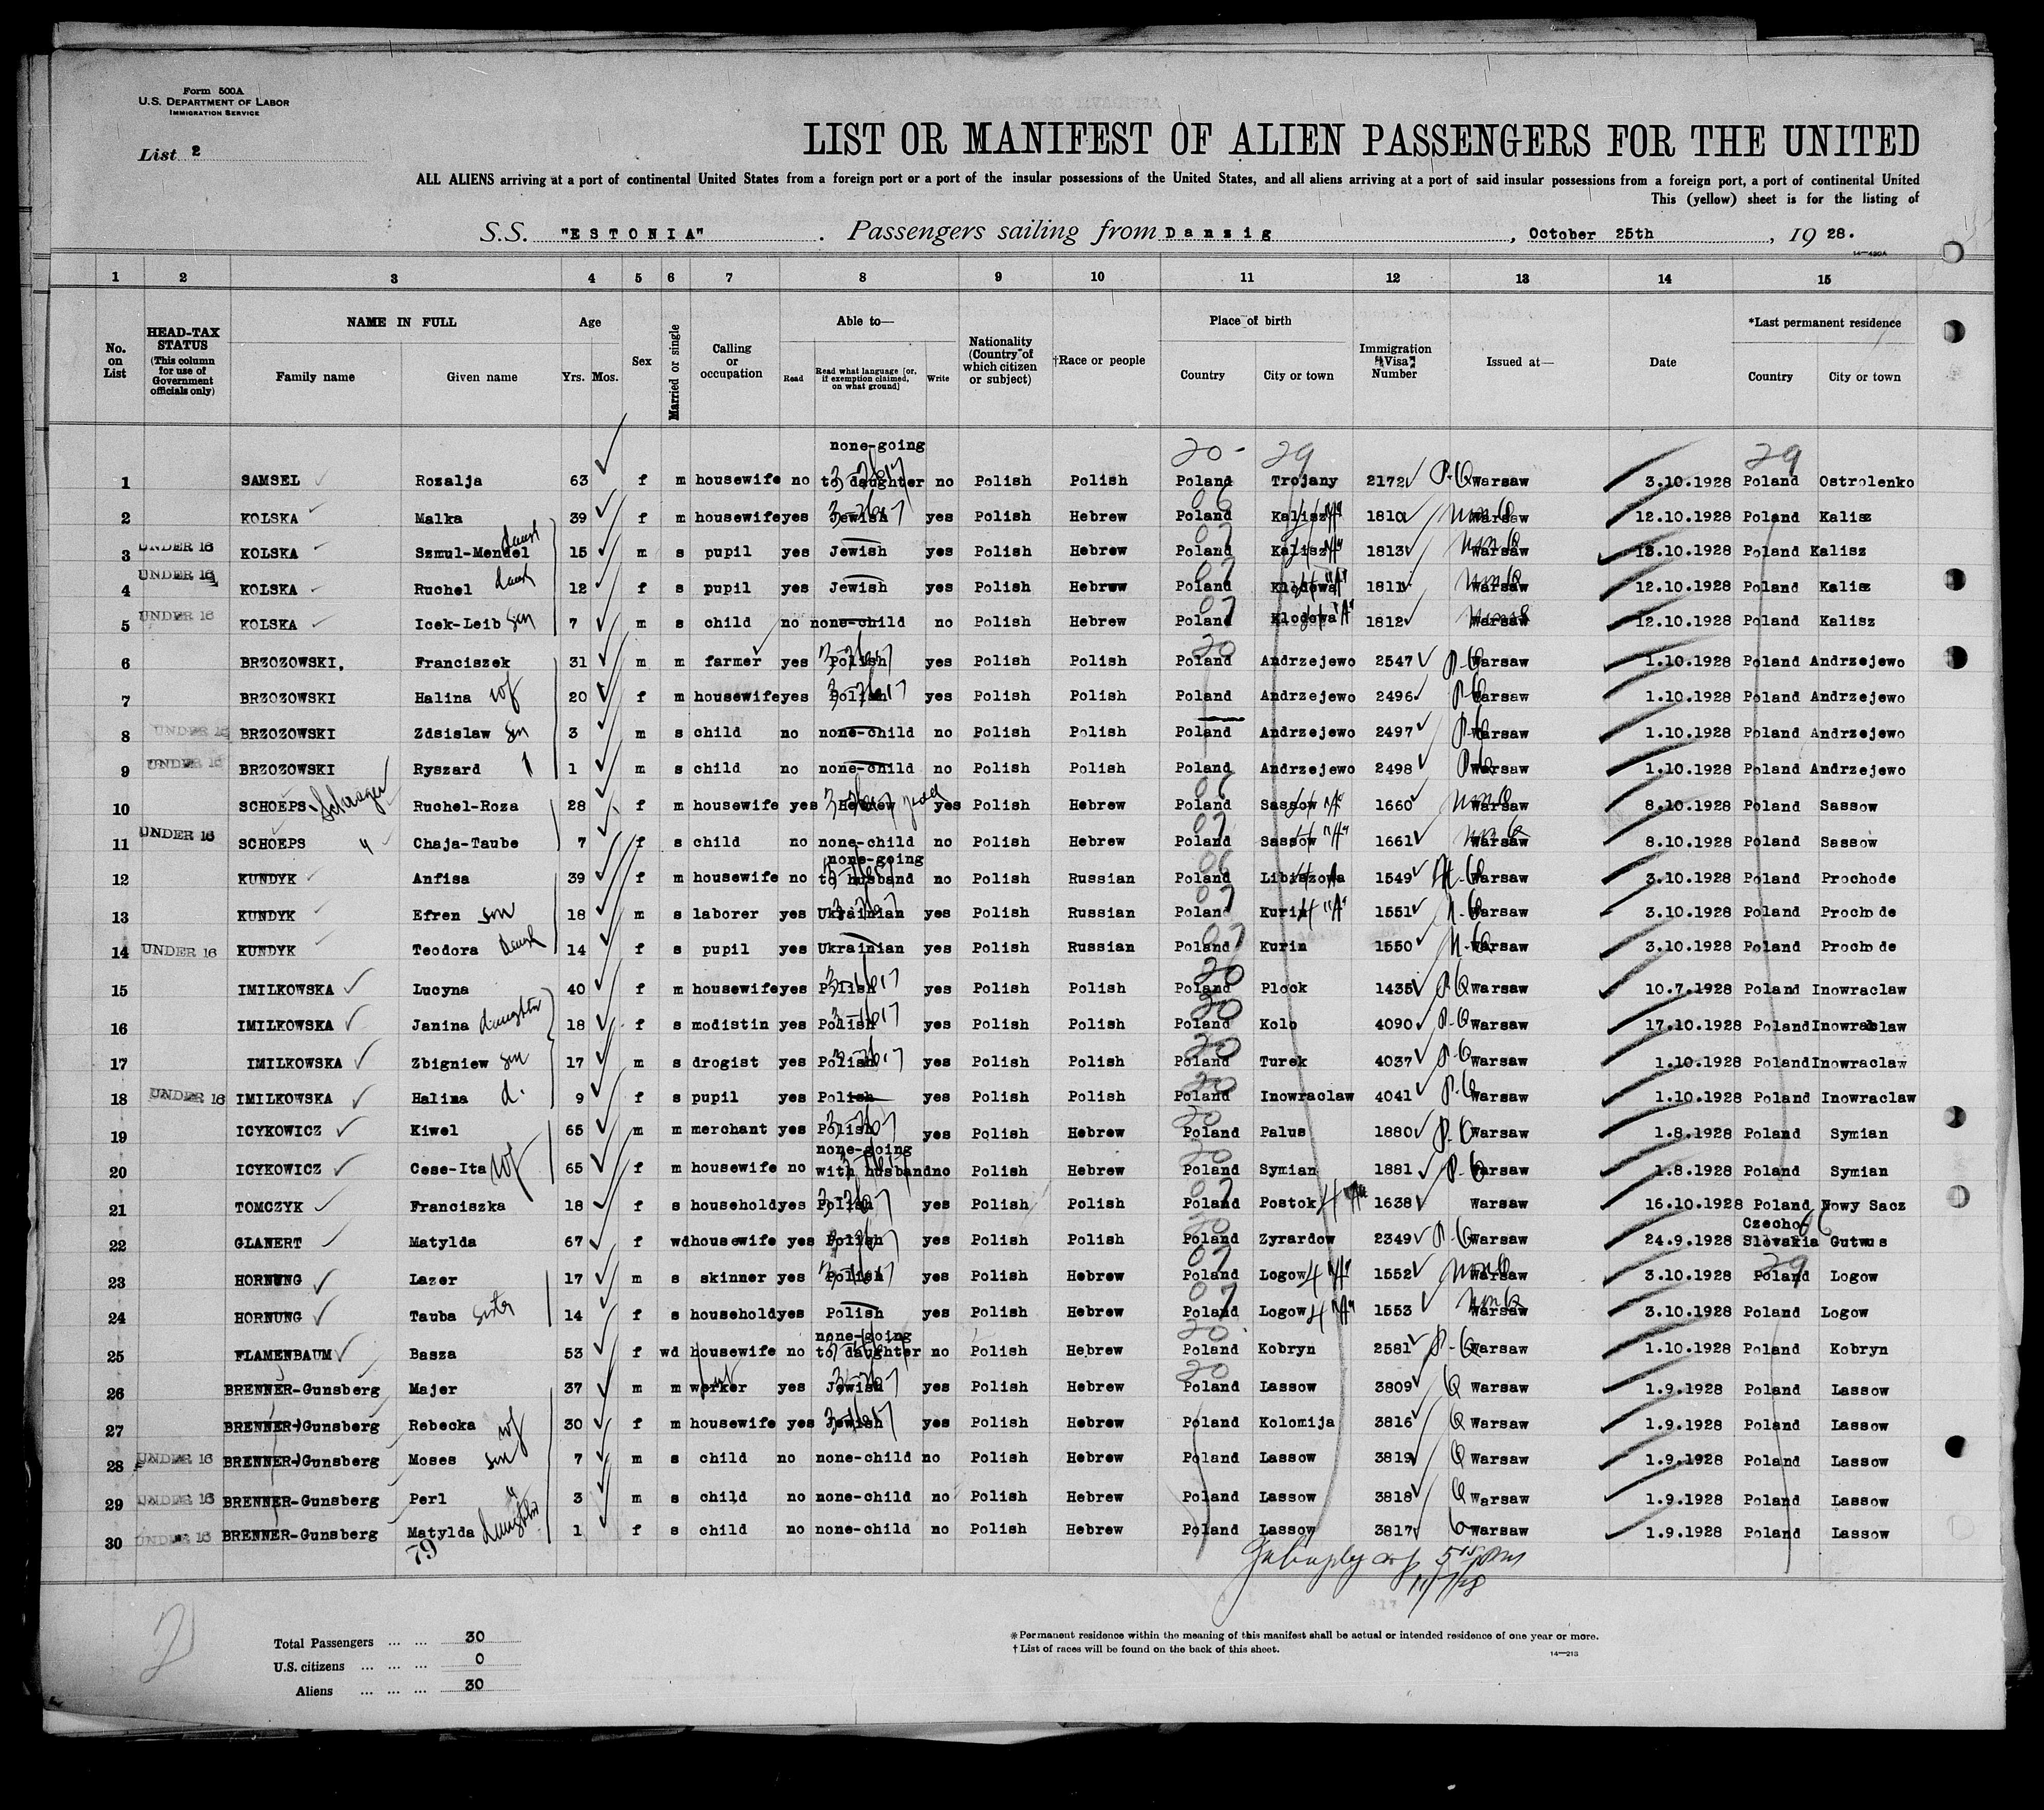 Form 500A
U.S. DEPARTMENT OF LABOR
IMMIGRATION SERVICE
List 2
LIST OR MANIFEST OF ALIEN PASSENGERS FOR THE UNITED
ALL ALIENS arriving at a port of continental United States from a foreign port or a port of the insular possessions of the United States, and all aliens arriving at a port of said insular possessions from a foreign port, a port of continental United
This (yellow) sheet is for the listing of
S.S. "ESTONIA". Passengers sailing from Danzig, October 25th, 1928.
14—430A
1 2 3 4 5 6 7 8 9 10 11 12 13 14 15
No. on List
HEAD-TAX STATUS (This column for use of Government officials only)
NAME IN FULL
Family name Given name
Age
Yrs. Mos.
Sex
Married or single
Calling or occupation
Able to—
Read Read what language [or, if exemption claimed, on what ground] Write
Nationality (Country of which citizen or subject)
†Race or people
Place of birth
Country City or town
Immigration Visa Number
Issued at—
Date
*Last permanent residence
Country City or town
none-going
1 SAMSEL Rozalja 63 f m housewife no to daughter no Polish Polish Poland Trojany 2172 Warsaw 3.10.1928 Poland Ostrolenko
2 KOLSKA Malka 39 f m housewife yes Jewish yes Polish Hebrew Poland Kalisz 1810 Warsaw 12.10.1928 Poland Kalisz
3 UNDER 16 KOLSKA Szmul-Mendel 15 m s pupil yes Jewish yes Polish Hebrew Poland Kalisz 1813 Warsaw 18.10.1928 Poland Kalisz
4 UNDER 16 KOLSKA Ruchel daugh 12 f s pupil yes Jewish yes Polish Hebrew Poland Klodowa 1811 Warsaw 12.10.1928 Poland Kalisz
5 UNDER 16 KOLSKA Icek-Leib son 7 m s child no none-child no Polish Hebrew Poland Klodowa 1812 Warsaw 12.10.1928 Poland Kalisz
6 BRZOZOWSKI. Franciszek 31 m m farmer yes Polish yes Polish Polish Poland Andrzejewo 2547 Warsaw 1.10.1928 Poland Andrzejewo
7 BRZOZOWSKI Halina wf 20 f m housewife yes Polish yes Polish Polish Poland Andrzejewo 2496 Warsaw 1.10.1928 Poland Andrzejewo
8 UNDER 16 BRZOZOWSKI Zdsislaw son 3 m s child no none-child no Polish Polish Poland Andrzejewo 2497 Warsaw 1.10.1928 Poland Andrzejewo
9 UNDER 16 BRZOZOWSKI Ryszard 1 m s child no none-child no Polish Polish Poland Andrzejewo 2498 Warsaw 1.10.1928 Poland Andrzejewo
10 SCHOEPS-Schrager Ruchel-Roza 28 f m housewife yes Hebrew yes Polish Hebrew Poland Sassow 1660 Warsaw 8.10.1928 Poland Sassow
11 UNDER 16 SCHOEPS " Chaja-Taube 7 f s child no none-child no Polish Hebrew Poland Sassow 1661 Warsaw 8.10.1928 Poland Sassow
none-going
12 KUNDYK Anfisa 39 f m housewife no to husband no Polish Russian Poland Libiszowa 1549 Warsaw 3.10.1928 Poland Prochode
13 KUNDYK Efren son 18 m s laborer yes Ukrainian yes Polish Russian Poland Kurin 1551 Warsaw 3.10.1928 Poland Prochode
14 UNDER 16 KUNDYK Teodora daugh 14 f s pupil yes Ukrainian yes Polish Russian Poland Kurin 1550 Warsaw 3.10.1928 Poland Prochode
15 IMILKOWSKA Lucyna 40 f m housewife yes Polish yes Polish Polish Poland Plock 1435 Warsaw 10.7.1928 Poland Inowraclaw
16 IMILKOWSKA Janina daughter 18 f s modistin yes Polish yes Polish Polish Poland Kolo 4090 Warsaw 17.10.1928 Poland Inowraclaw
17 IMILKOWSKA Zbigniew son 17 m s drogist yes Polish yes Polish Polish Poland Turek 4037 Warsaw 1.10.1928 Poland Inowraclaw
18 UNDER 16 IMILKOWSKA Halina d. 9 f s pupil yes Polish yes Polish Polish Poland Inowraclaw 4041 Warsaw 1.10.1928 Poland Inowraclaw
19 ICYKOWICZ Kiwel 65 m m merchant yes Polish yes Polish Hebrew Poland Palus 1880 Warsaw 1.8.1928 Poland Symian
none-going
20 ICYKOWICZ Cese-Ita wf 65 f m housewife no with husband no Polish Hebrew Poland Symian 1881 Warsaw 1.8.1928 Poland Symian
21 TOMCZYK Franciszka 18 f s household yes Polish yes Polish Polish Poland Postok 1638 Warsaw 16.10.1928 Poland Nowy Sacz
Czecho
22 GLANERT Matylda 67 f wd housewife yes Polish yes Polish Polish Poland Zyrardow 2349 Warsaw 24.9.1928 Slovakia Gutwus
23 HORNUNG Lazer 17 m s skinner yes Polish yes Polish Hebrew Poland Logow 1552 Warsaw 3.10.1928 Poland Logow
24 HORNUNG Tauba sister 14 f s household yes Polish yes Polish Hebrew Poland Logow 1553 Warsaw 3.10.1928 Poland Logow
none-going
25 FLAMENBAUM Basza 53 f wd housewife no to daughter no Polish Hebrew Poland Kobryn 2581 Warsaw 1.10.1928 Poland Kobryn
26 BRENNER-Gunsberg Majer 37 m m worker yes Jewish yes Polish Hebrew Poland Lassow 3809 Warsaw 1.9.1928 Poland Lassow
27 BRENNER-Gunsberg Rebecka wf 30 f m housewife yes Jewish yes Polish Hebrew Poland Kolomija 3816 Warsaw 1.9.1928 Poland Lassow
28 UNDER 16 BRENNER-Gunsberg Moses son 7 m s child no none-child no Polish Hebrew Poland Lassow 3819 Warsaw 1.9.1928 Poland Lassow
29 UNDER 16 BRENNER-Gunsberg Perl " 3 m s child no none-child no Polish Hebrew Poland Lassow 3818 Warsaw 1.9.1928 Poland Lassow
30 UNDER 16 BRENNER-Gunsberg Matylda daughter 1 f s child no none-child no Polish Hebrew Poland Lassow 3817 Warsaw 1.9.1928 Poland Lassow
79
11/7/28
2
Total Passengers ... ... 30
U.S. citizens ... ... ... 0
Aliens ... ... ... 30
*Permanent residence within the meaning of this manifest shall be actual or intended residence of one year or more.
†List of races will be found on the back of this sheet.
14—213